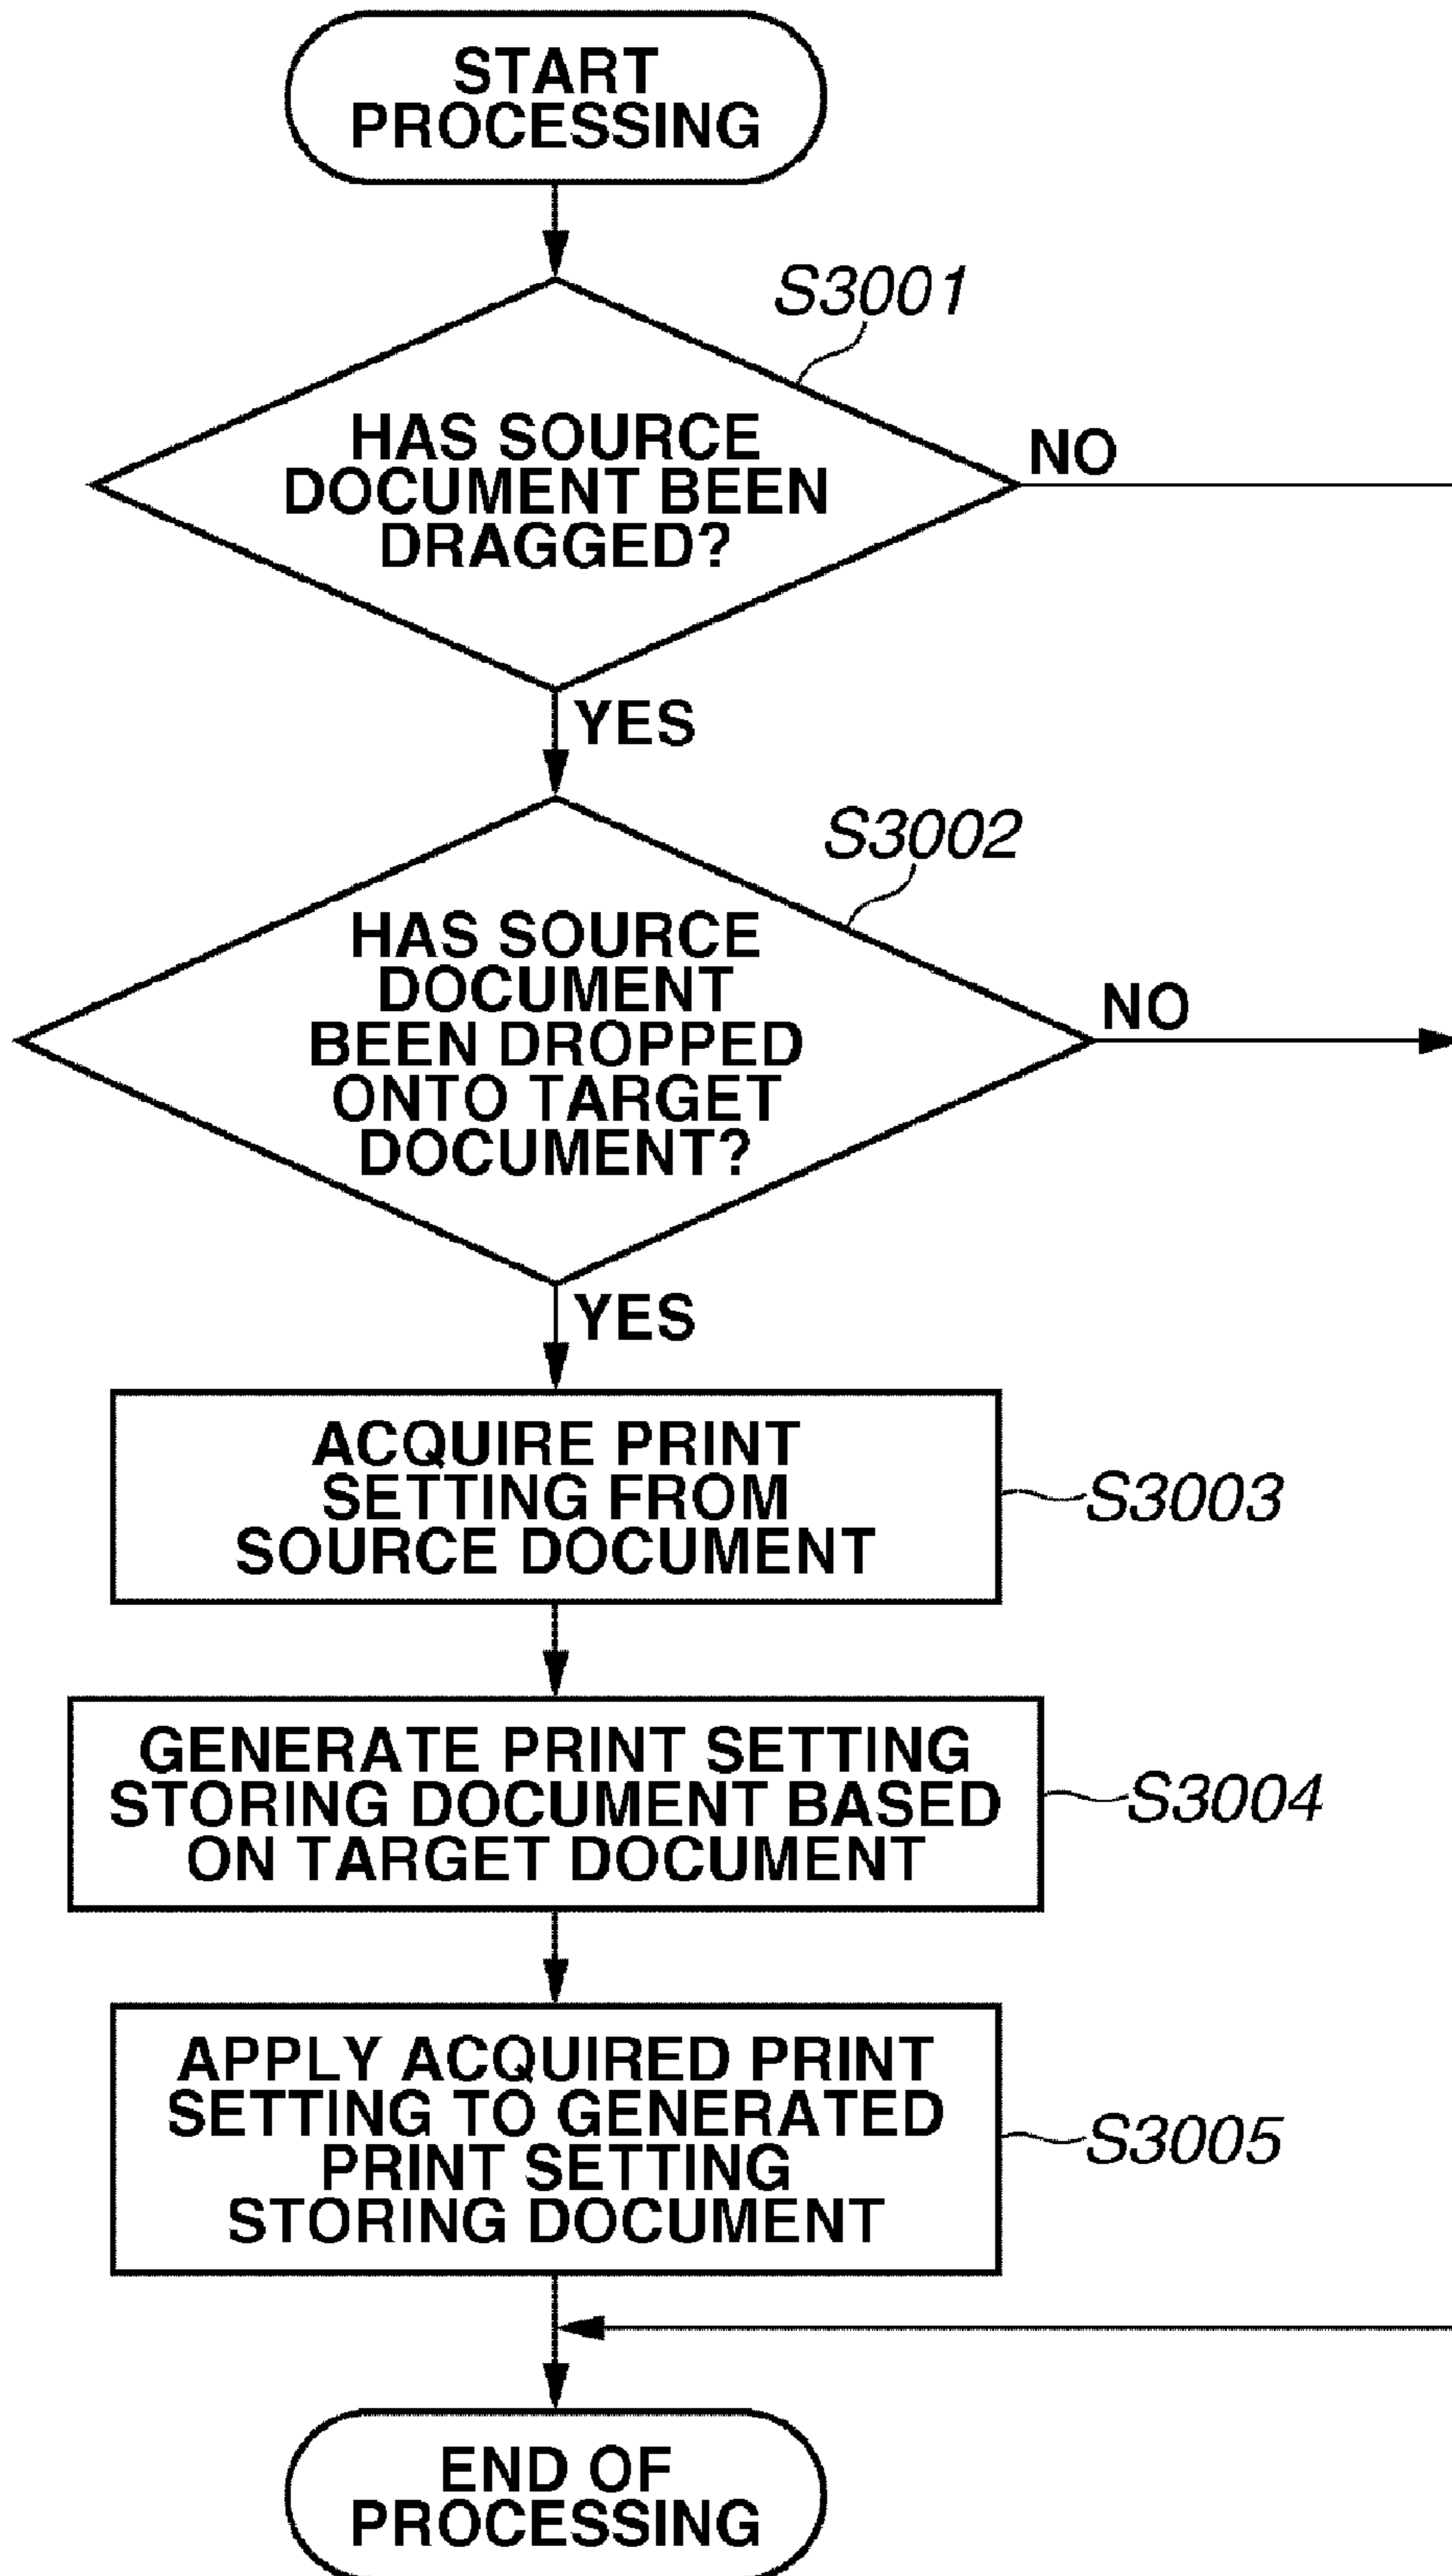 START
PROCESSING
S3001
HAS SOURCE
DOCUMENT BEEN
DRAGGED?
NO
YES
S3002
HAS SOURCE
DOCUMENT
BEEN DROPPED
ONTO TARGET
DOCUMENT?
NO
YES
ACQUIRE PRINT
SETTING FROM
SOURCE DOCUMENT
S3003
GENERATE PRINT SETTING
STORING DOCUMENT BASED
ON TARGET DOCUMENT
S3004
APPLY ACQUIRED PRINT
SETTING TO GENERATED
PRINT SETTING
STORING DOCUMENT
S3005
END OF
PROCESSING